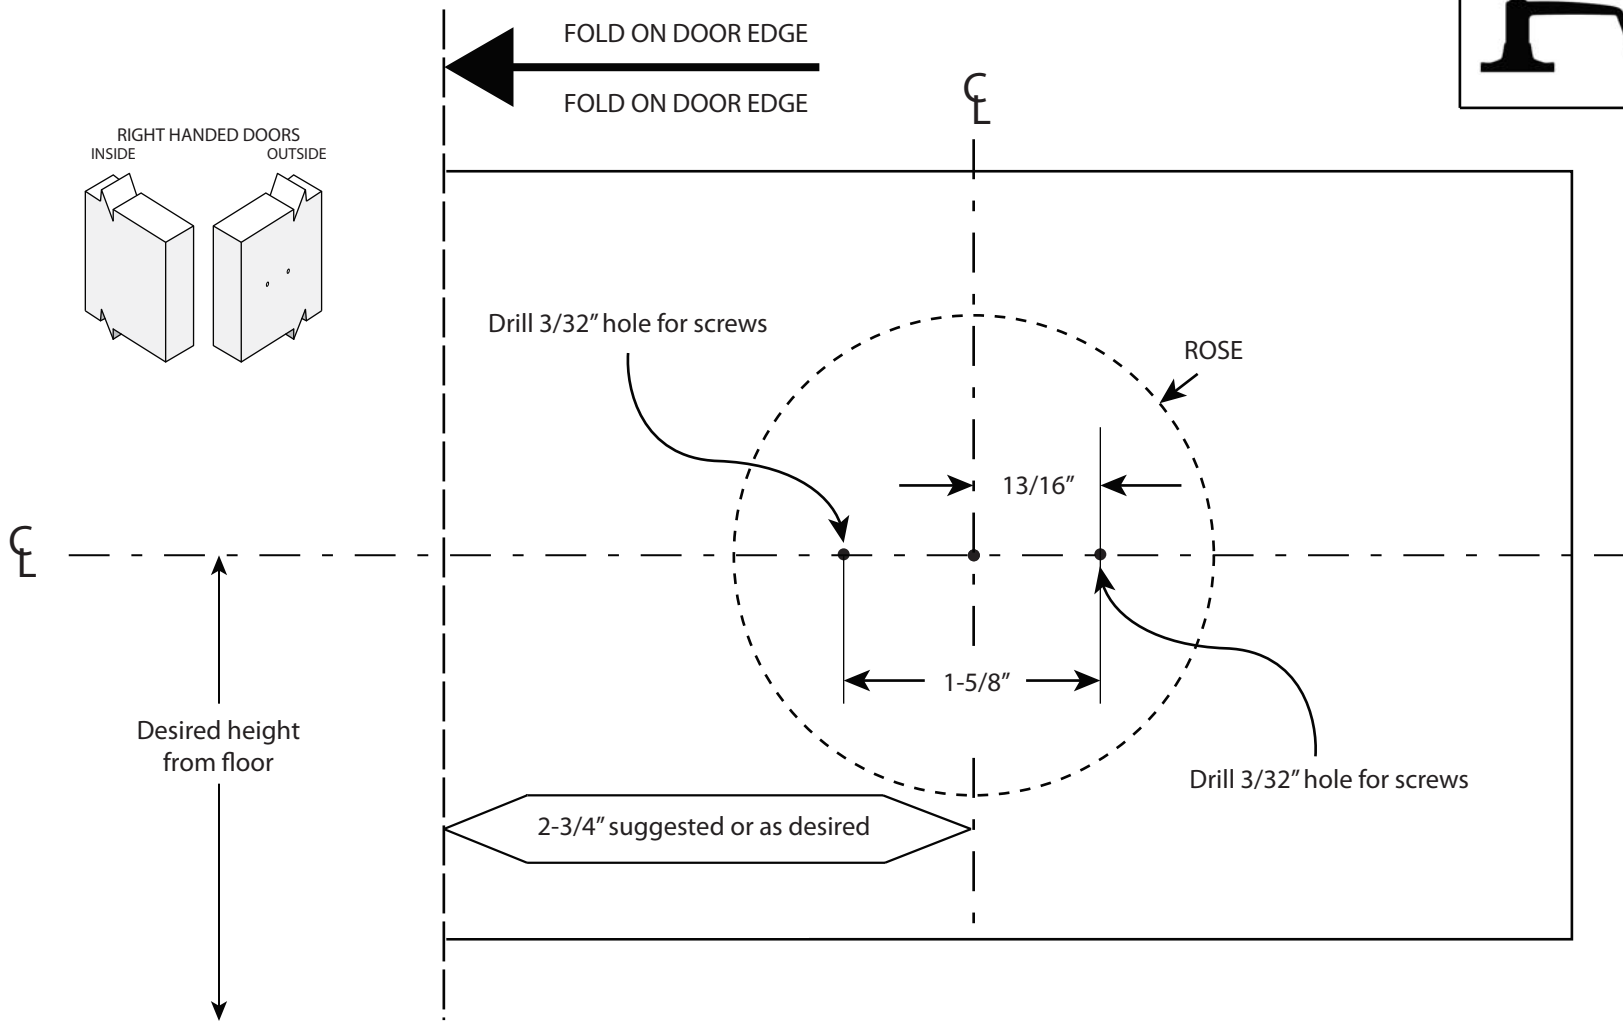 FOLD ON DOOR EDGE
FOLD ON DOOR EDGE
℄
RIGHT HANDED DOORS
INSIDE
OUTSIDE
Drill 3/32” hole for screws
ROSE
13/16”
℄
1-5/8”
Desired height
from floor
Drill 3/32” hole for screws
2-3/4” suggested or as desired